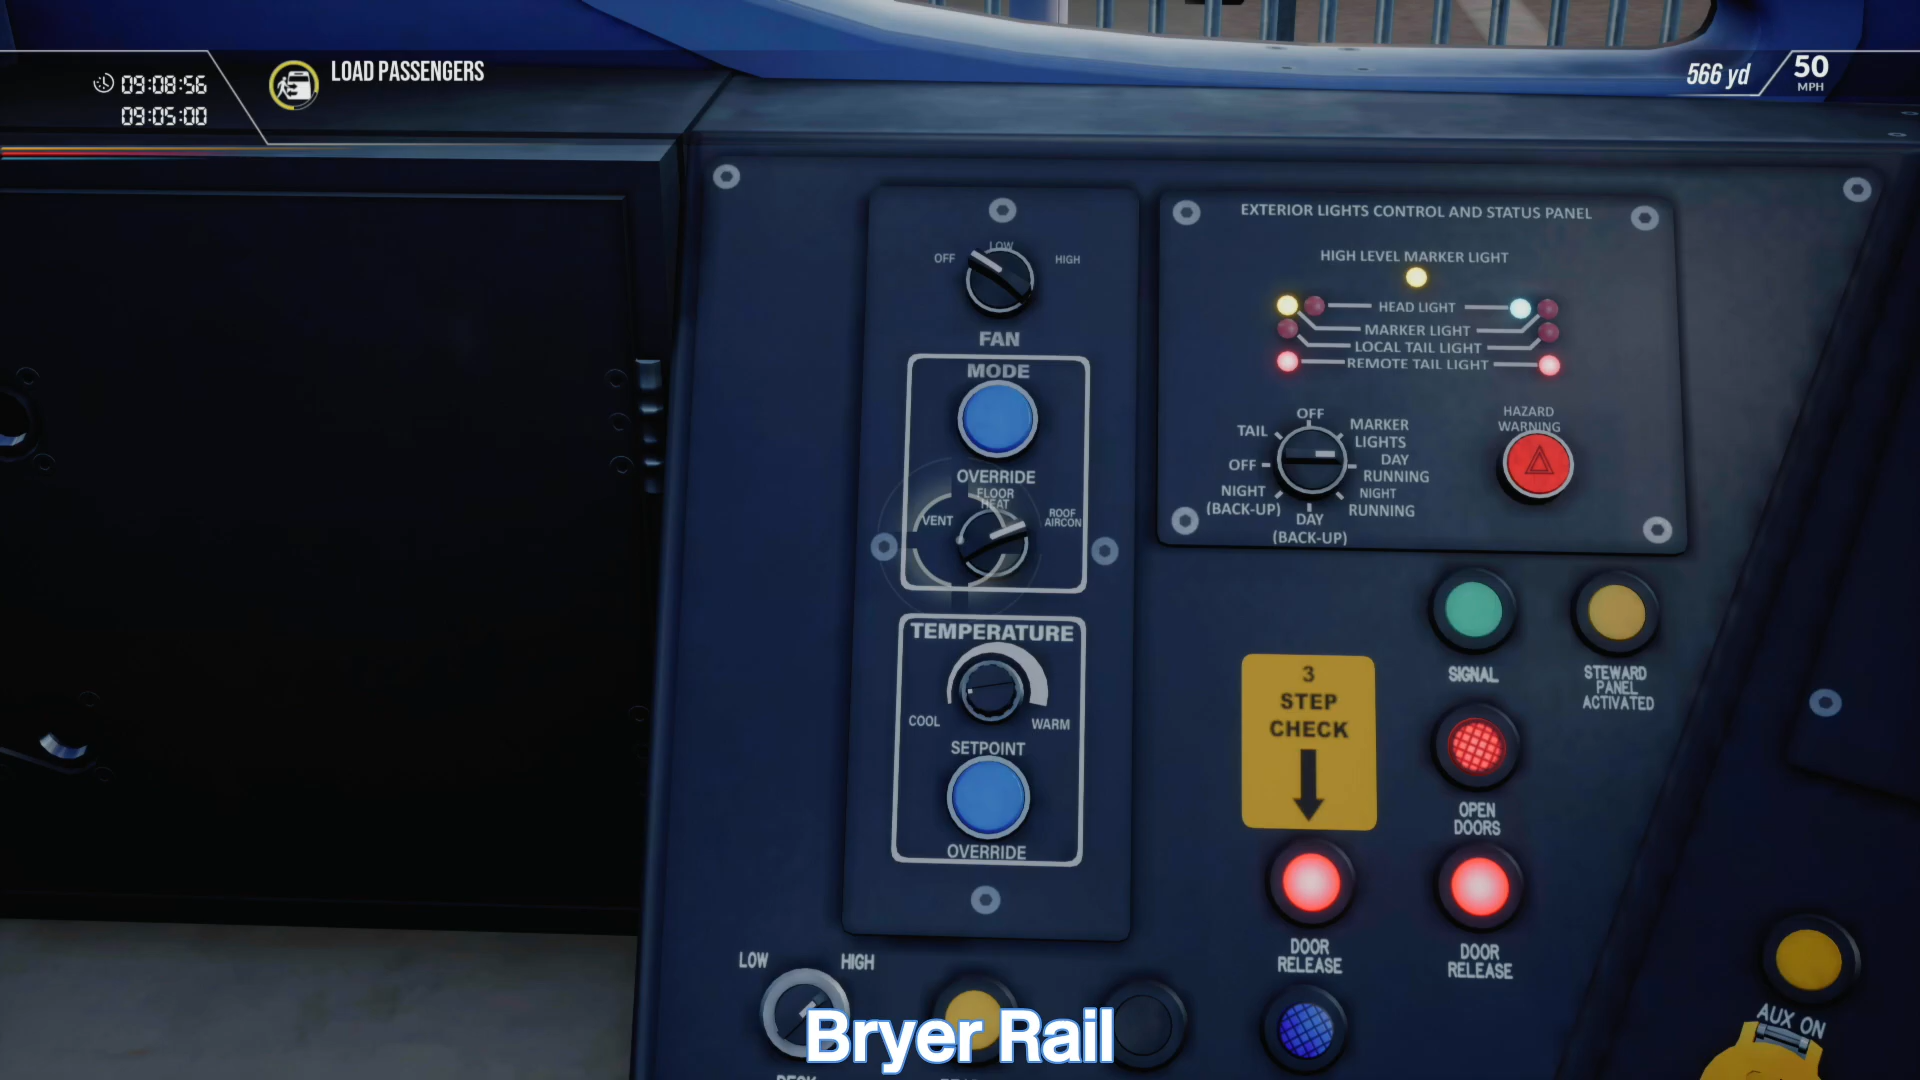 09:08:56
09:05:00
LOAD PASSENGERS
566 yd
50
MPH
OFF
LOW
HIGH
FAN
MODE
OVERRIDE
FLOOR
HEAT
VENT
ROOF
AIRCON
TEMPERATURE
COOL
WARM
SETPOINT
OVERRIDE
EXTERIOR LIGHTS CONTROL AND STATUS PANEL
HIGH LEVEL MARKER LIGHT
HEAD LIGHT
MARKER LIGHT
LOCAL TAIL LIGHT
REMOTE TAIL LIGHT
OFF
TAIL
MARKER
LIGHTS
OFF
DAY
RUNNING
NIGHT
(BACK-UP)
NIGHT
RUNNING
DAY
(BACK-UP)
HAZARD
WARNING
SIGNAL
STEWARD
PANEL
ACTIVATED
3
STEP
CHECK
OPEN
DOORS
DOOR
RELEASE
DOOR
RELEASE
LOW
HIGH
AUX ON
Bryer Rail